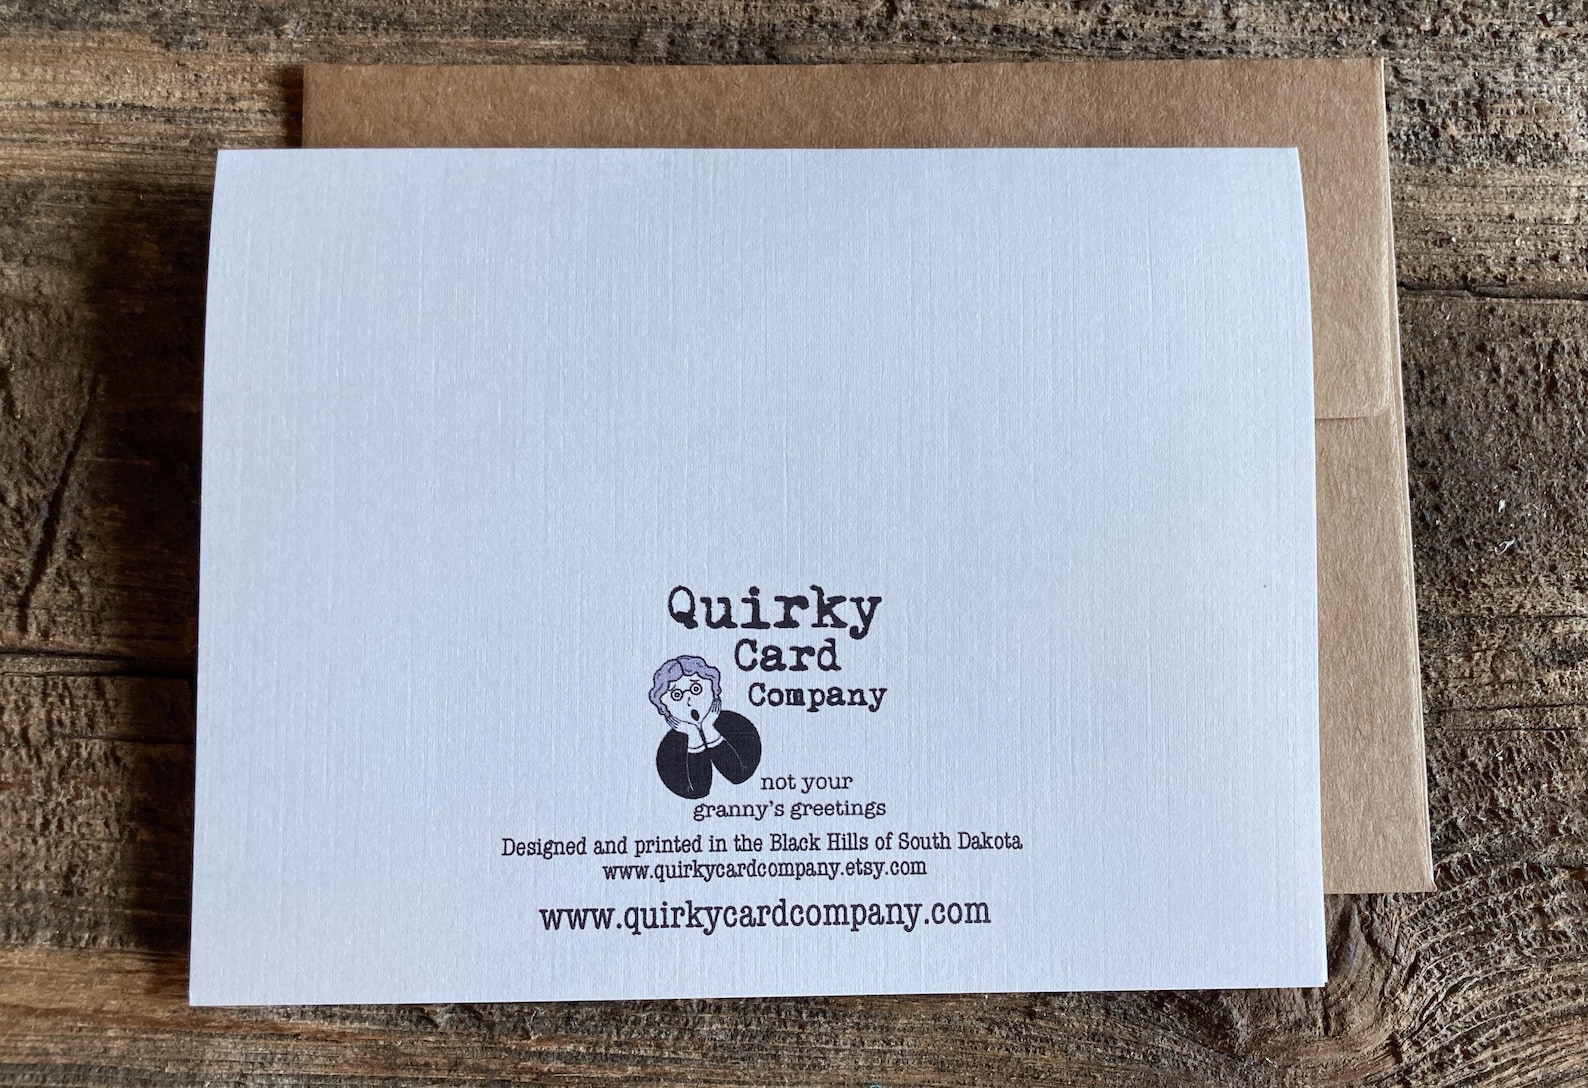 Quirky
Card
Company
not your
granny's greetings
Designed and printed in the Black Hills of South Dakota
www.quirkycardcompany.etsy.com
www.quirkycardcompany.com